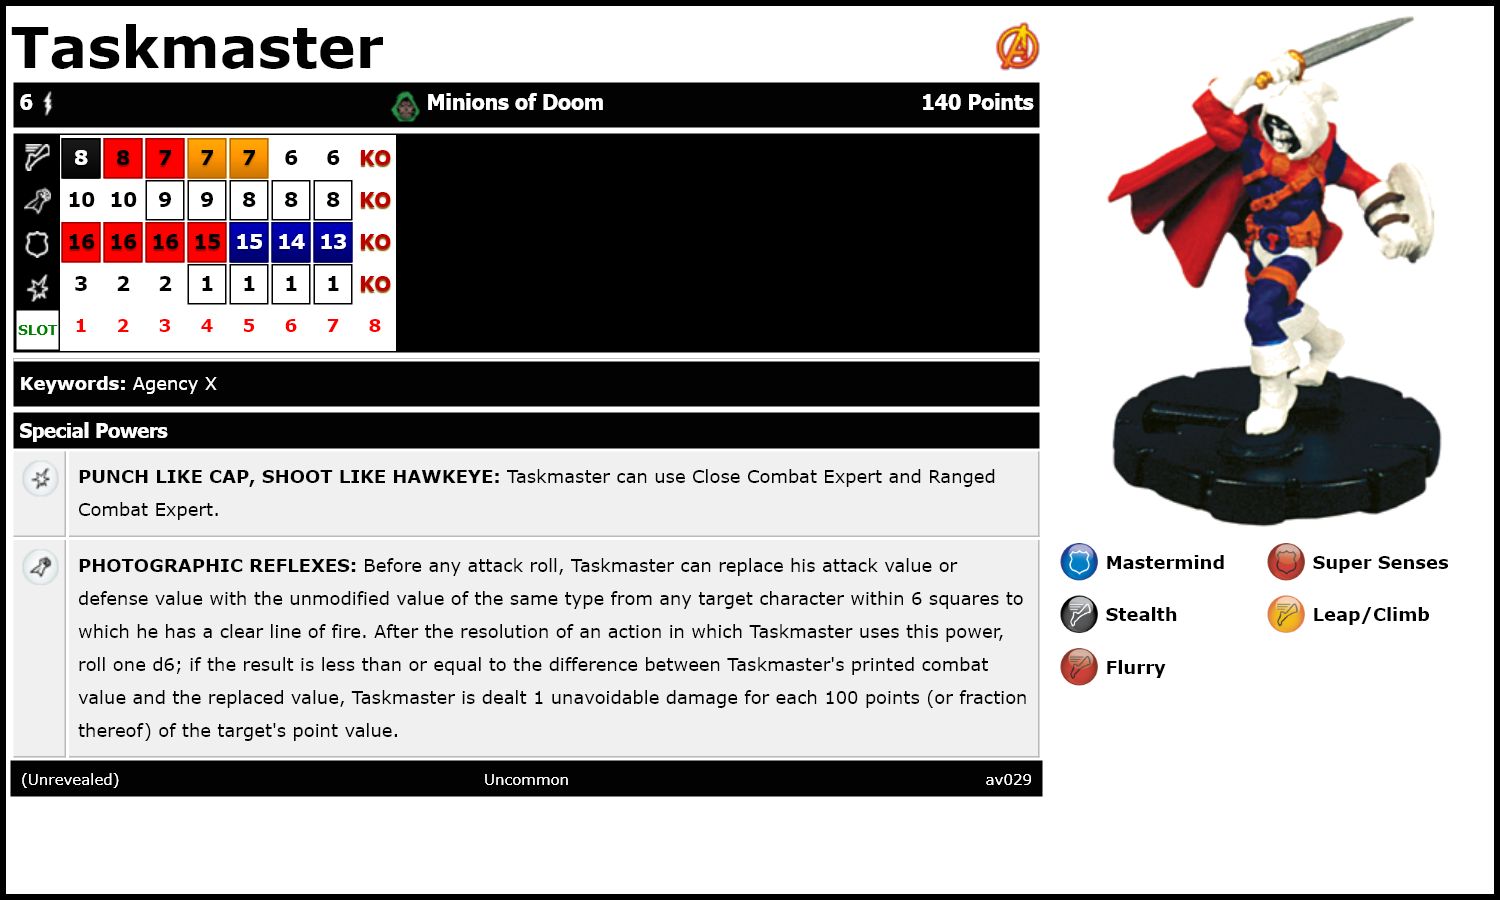 Taskmaster
6 Minions of Doom 140 Points
8 8 7 7 7 6 6 KO
10 10 9 9 8 8 8 KO
16 16 16 15 15 14 13 KO
3 2 2 1 1 1 1 KO
SLOT 1 2 3 4 5 6 7 8
Keywords: Agency X
Special Powers
PUNCH LIKE CAP, SHOOT LIKE HAWKEYE: Taskmaster can use Close Combat Expert and Ranged
Combat Expert.
PHOTOGRAPHIC REFLEXES: Before any attack roll, Taskmaster can replace his attack value or
defense value with the unmodified value of the same type from any target character within 6 squares to
which he has a clear line of fire. After the resolution of an action in which Taskmaster uses this power,
roll one d6; if the result is less than or equal to the difference between Taskmaster's printed combat
value and the replaced value, Taskmaster is dealt 1 unavoidable damage for each 100 points (or fraction
thereof) of the target's point value.
(Unrevealed) Uncommon av029
Mastermind Super Senses
Stealth Leap/Climb
Flurry